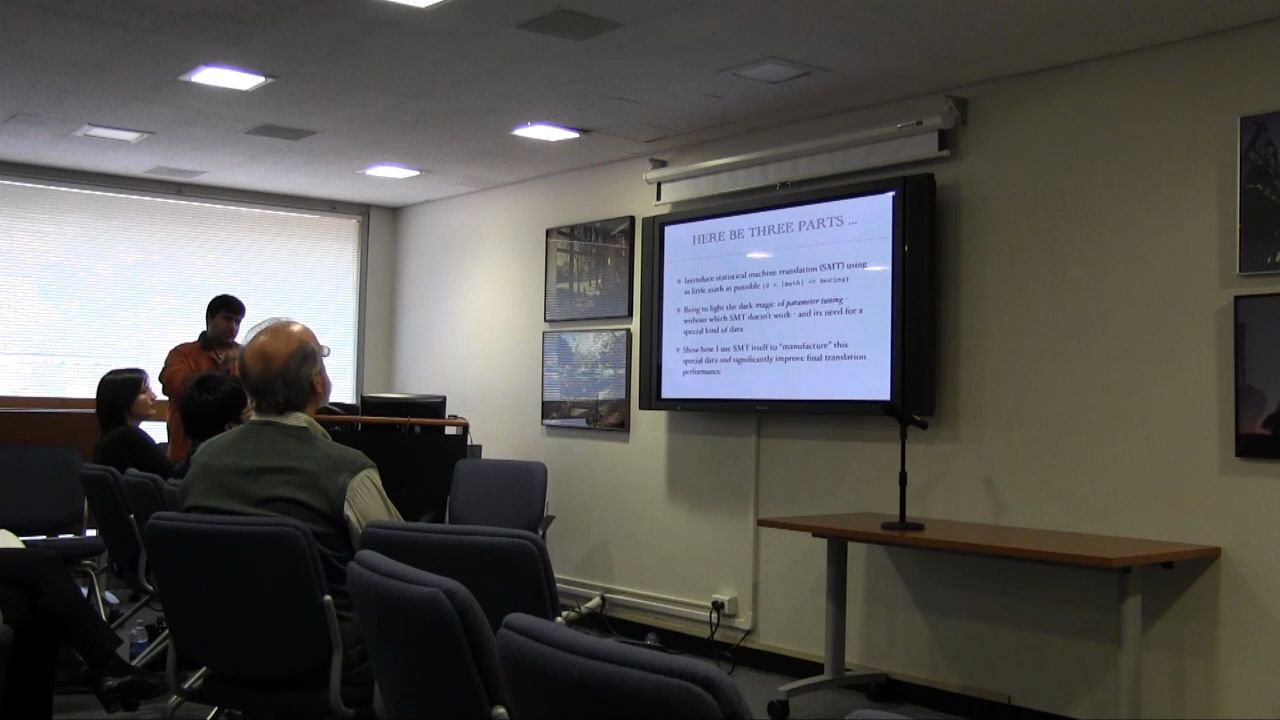 HERE BE THREE PARTS ...
Introduce statistical machine translation (SMT) using
as little math as possible (0 < |math| << boring)
Bring to light the dark magic of parameter tuning -
without which SMT doesn't work - and its need for a
special kind of data
Show how I use SMT itself to "manufacture" this
special data and significantly improve final translation
performance